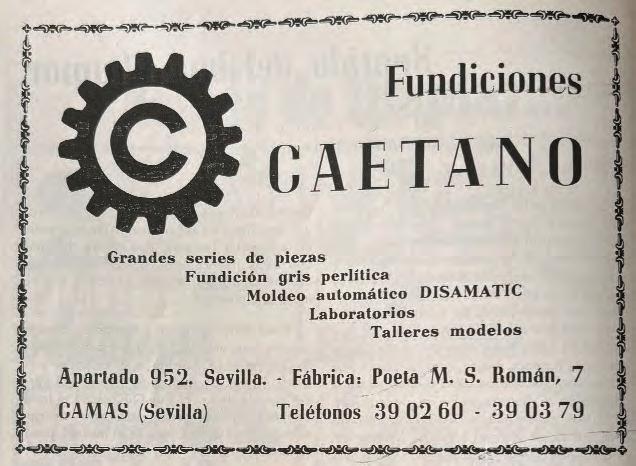 Fundiciones
C CAETANO
Grandes series de piezas
Fundición gris perlítica
Moldeo automático DISAMATIC
Laboratorios
Talleres modelos
Apartado 952. Sevilla. - Fábrica: Poeta M. S. Román, 7
CAMAS (Sevilla) Teléfonos 39 02 60 - 39 03 79